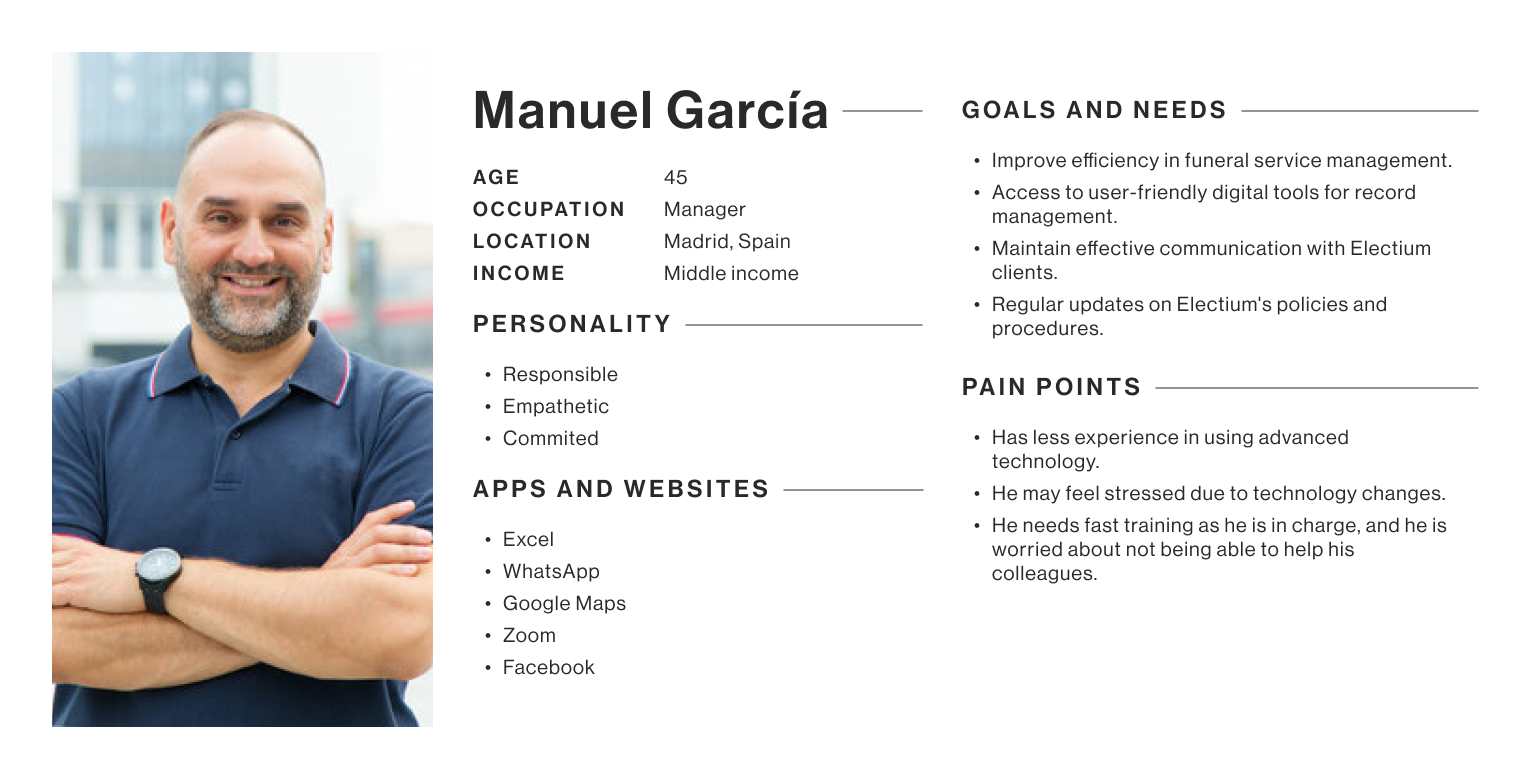 Manuel García
AGE 45
OCCUPATION Manager
LOCATION Madrid, Spain
INCOME Middle income
PERSONALITY
• Responsible
• Empathetic
• Commited
APPS AND WEBSITES
• Excel
• WhatsApp
• Google Maps
• Zoom
• Facebook
GOALS AND NEEDS
• Improve efficiency in funeral service management.
• Access to user-friendly digital tools for record
management.
• Maintain effective communication with Electium
clients.
• Regular updates on Electium's policies and
procedures.
PAIN POINTS
• Has less experience in using advanced
technology.
• He may feel stressed due to technology changes.
• He needs fast training as he is in charge, and he is
worried about not being able to help his
colleagues.